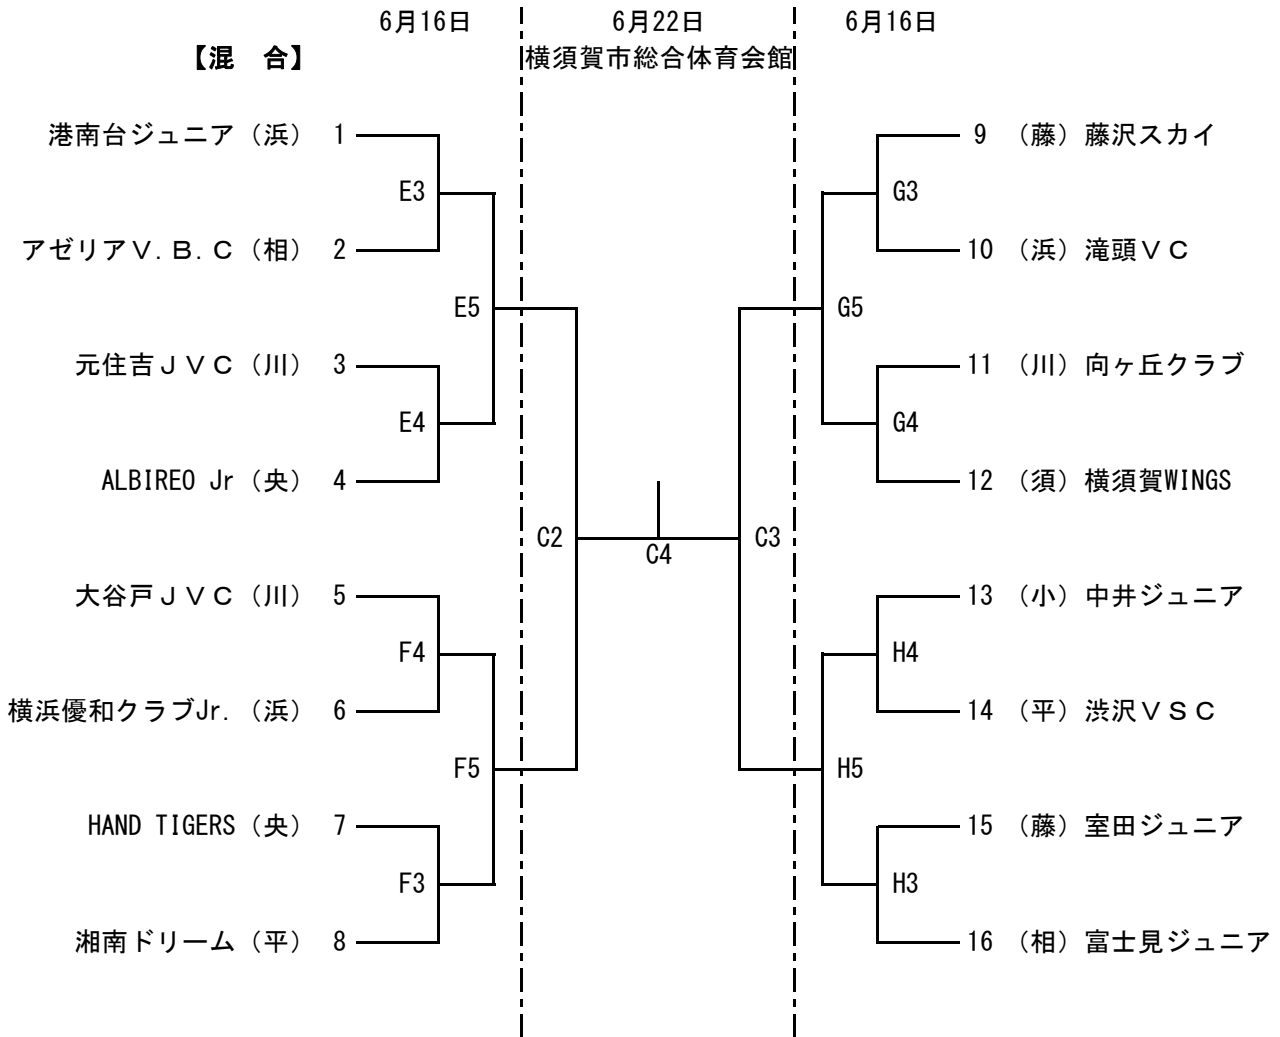 6月16日 6月22日 6月16日
【混　合】 横須賀市総合体育会館
港南台ジュニア（浜） 1 9 （藤）藤沢スカイ
E3 G3
アゼリアＶ．Ｂ．Ｃ（相） 2 10 （浜）滝頭ＶＣ
E5 G5
元住吉ＪＶＣ（川） 3 11 （川）向ヶ丘クラブ
E4 G4
ALBIREO Jr（央） 4 12 （須）横須賀WINGS
C2 C3
C4
大谷戸ＪＶＣ（川） 5 13 （小）中井ジュニア
F4 H4
横浜優和クラブJr.（浜） 6 14 （平）渋沢ＶＳＣ
F5 H5
HAND TIGERS（央） 7 15 （藤）室田ジュニア
F3 H3
湘南ドリーム（平） 8 16 （相）富士見ジュニア